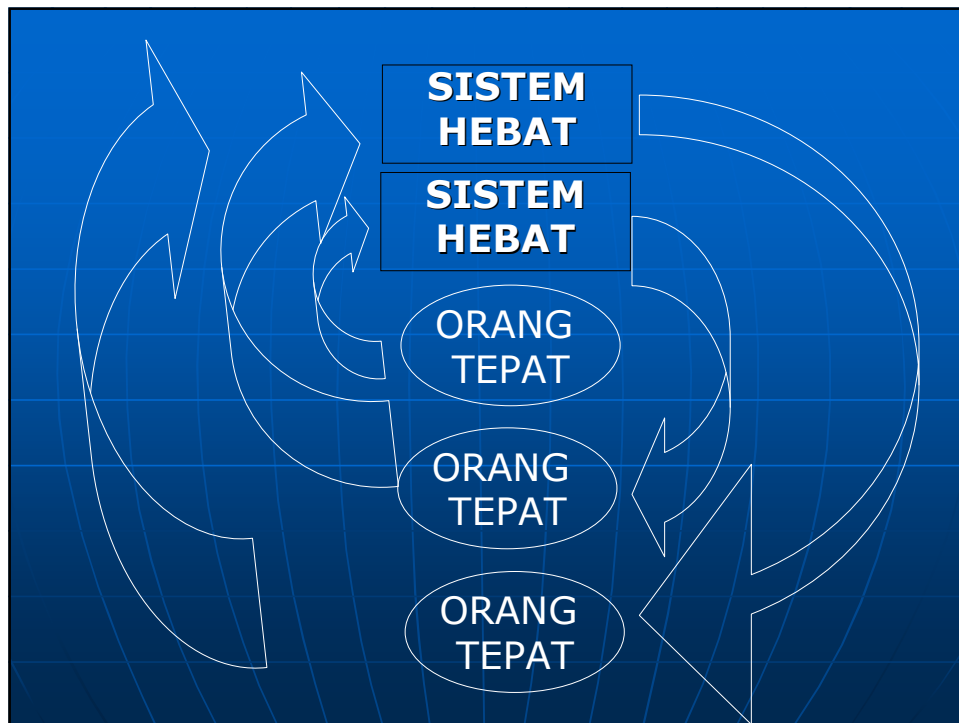 SISTEM
HEBAT
SISTEM
HEBAT
ORANG
TEPAT
ORANG
TEPAT
ORANG
TEPAT